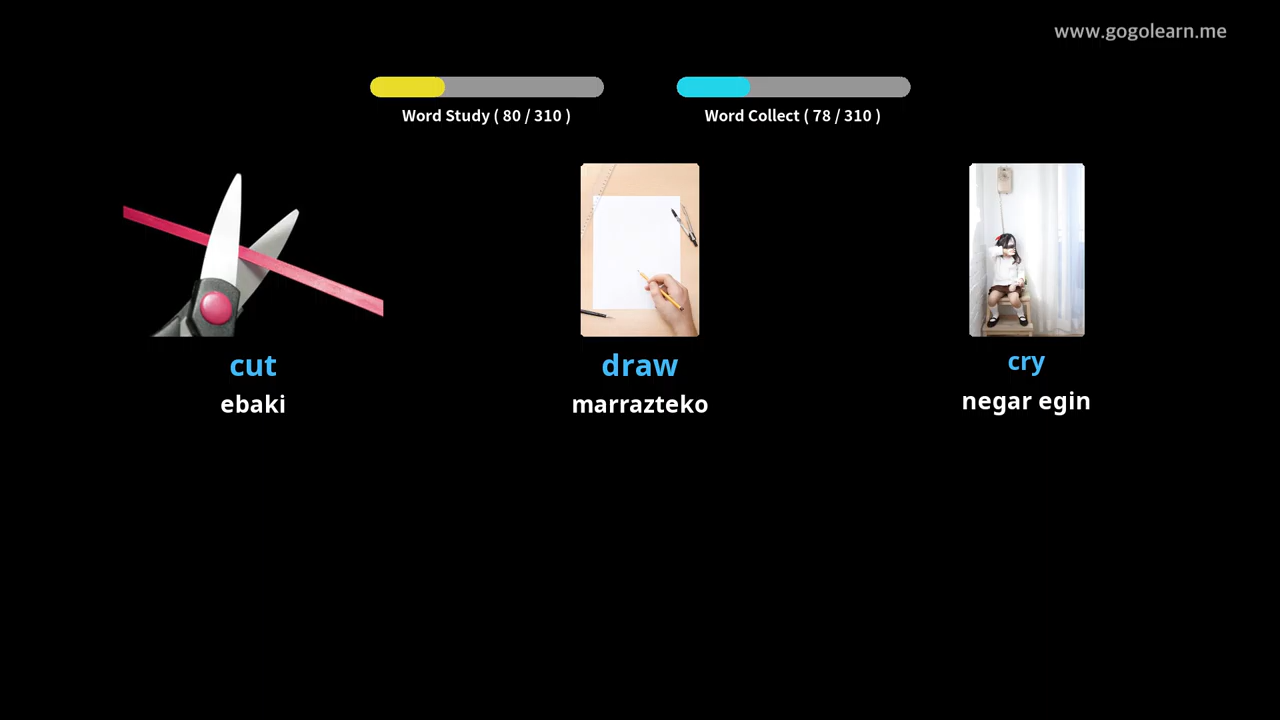 www.gogolearn.me
Word Study ( 80 / 310 )
Word Collect ( 78 / 310 )
cut
draw
cry
ebaki
marrazteko
negar egin